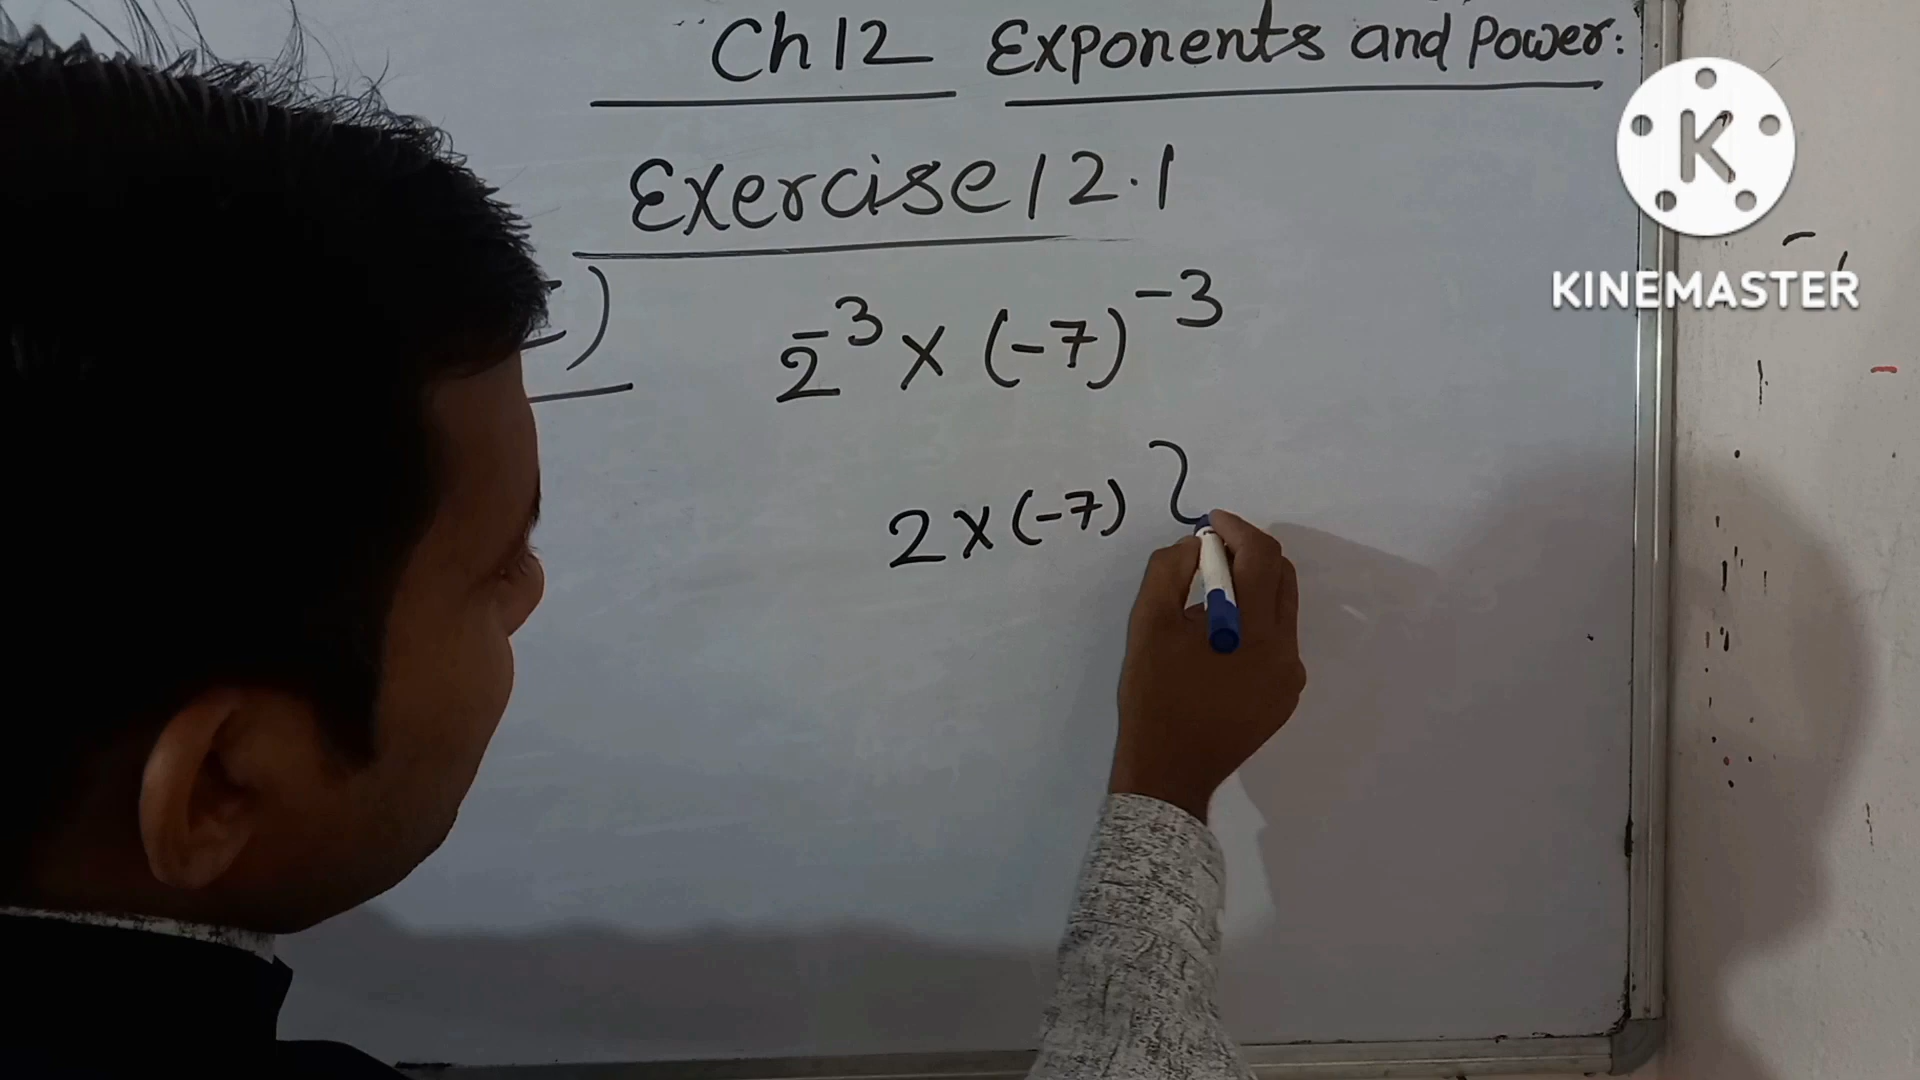 Ch 12 Exponents and Power:
K
KINEMASTER
Exercise 12.1
)
2⁻³ × (-7)⁻³
2 × (-7)